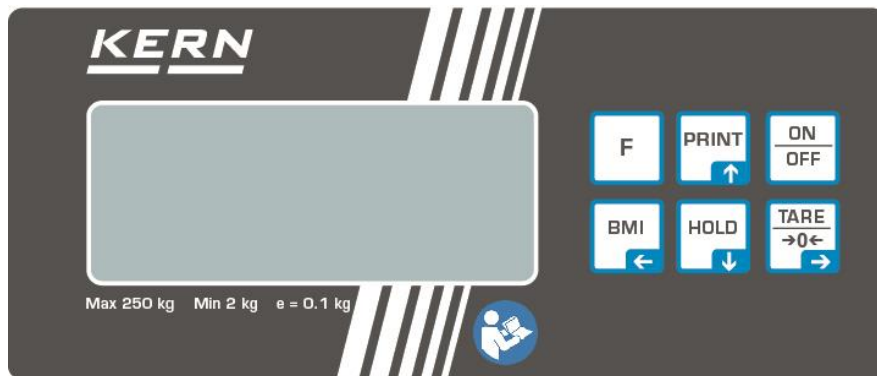 KERN
F
PRINT
ON
OFF
BMI
HOLD
TARE
→0←
Max 250 kg Min 2 kg e = 0.1 kg